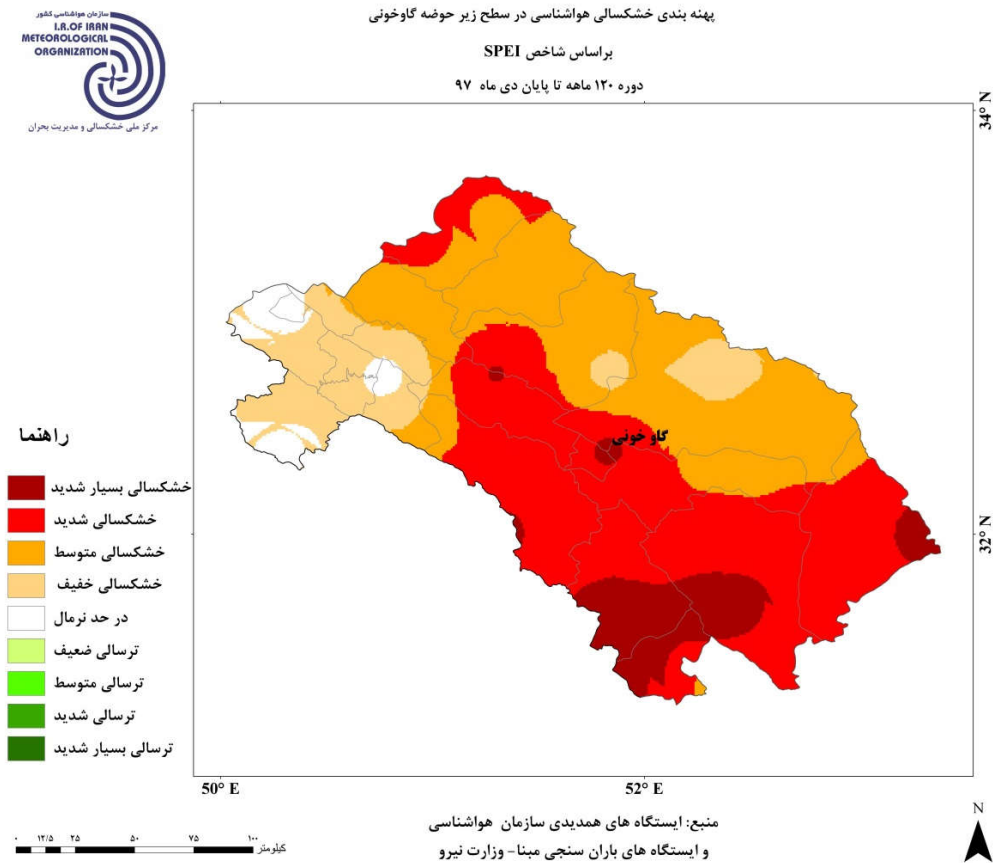 سازمان هواشناسی کشور
I.R.OF IRAN
METEOROLOGICAL
ORGANIZATION
مرکز ملی خشکسالی و مدیریت بحران
پهنه بندی خشکسالی هواشناسی در سطح زیر حوضه گاوخونی
براساس شاخص SPEI
دوره ۱۲۰ ماهه تا پایان دی ماه ۹۷
34° N
32° N
گاو خونی
راهنما
خشکسالی بسیار شدید
خشکسالی شدید
خشکسالی متوسط
خشکسالی خفیف
در حد نرمال
ترسالی ضعیف
ترسالی متوسط
ترسالی شدید
ترسالی بسیار شدید
50° E
52° E
۰ ۱۲/۵ ۲۵ ۵۰ ۷۵ ۱۰۰
کیلومتر
منبع: ایستگاه های همدیدی سازمان هواشناسی
و ایستگاه های باران سنجی مبنا- وزارت نیرو
N